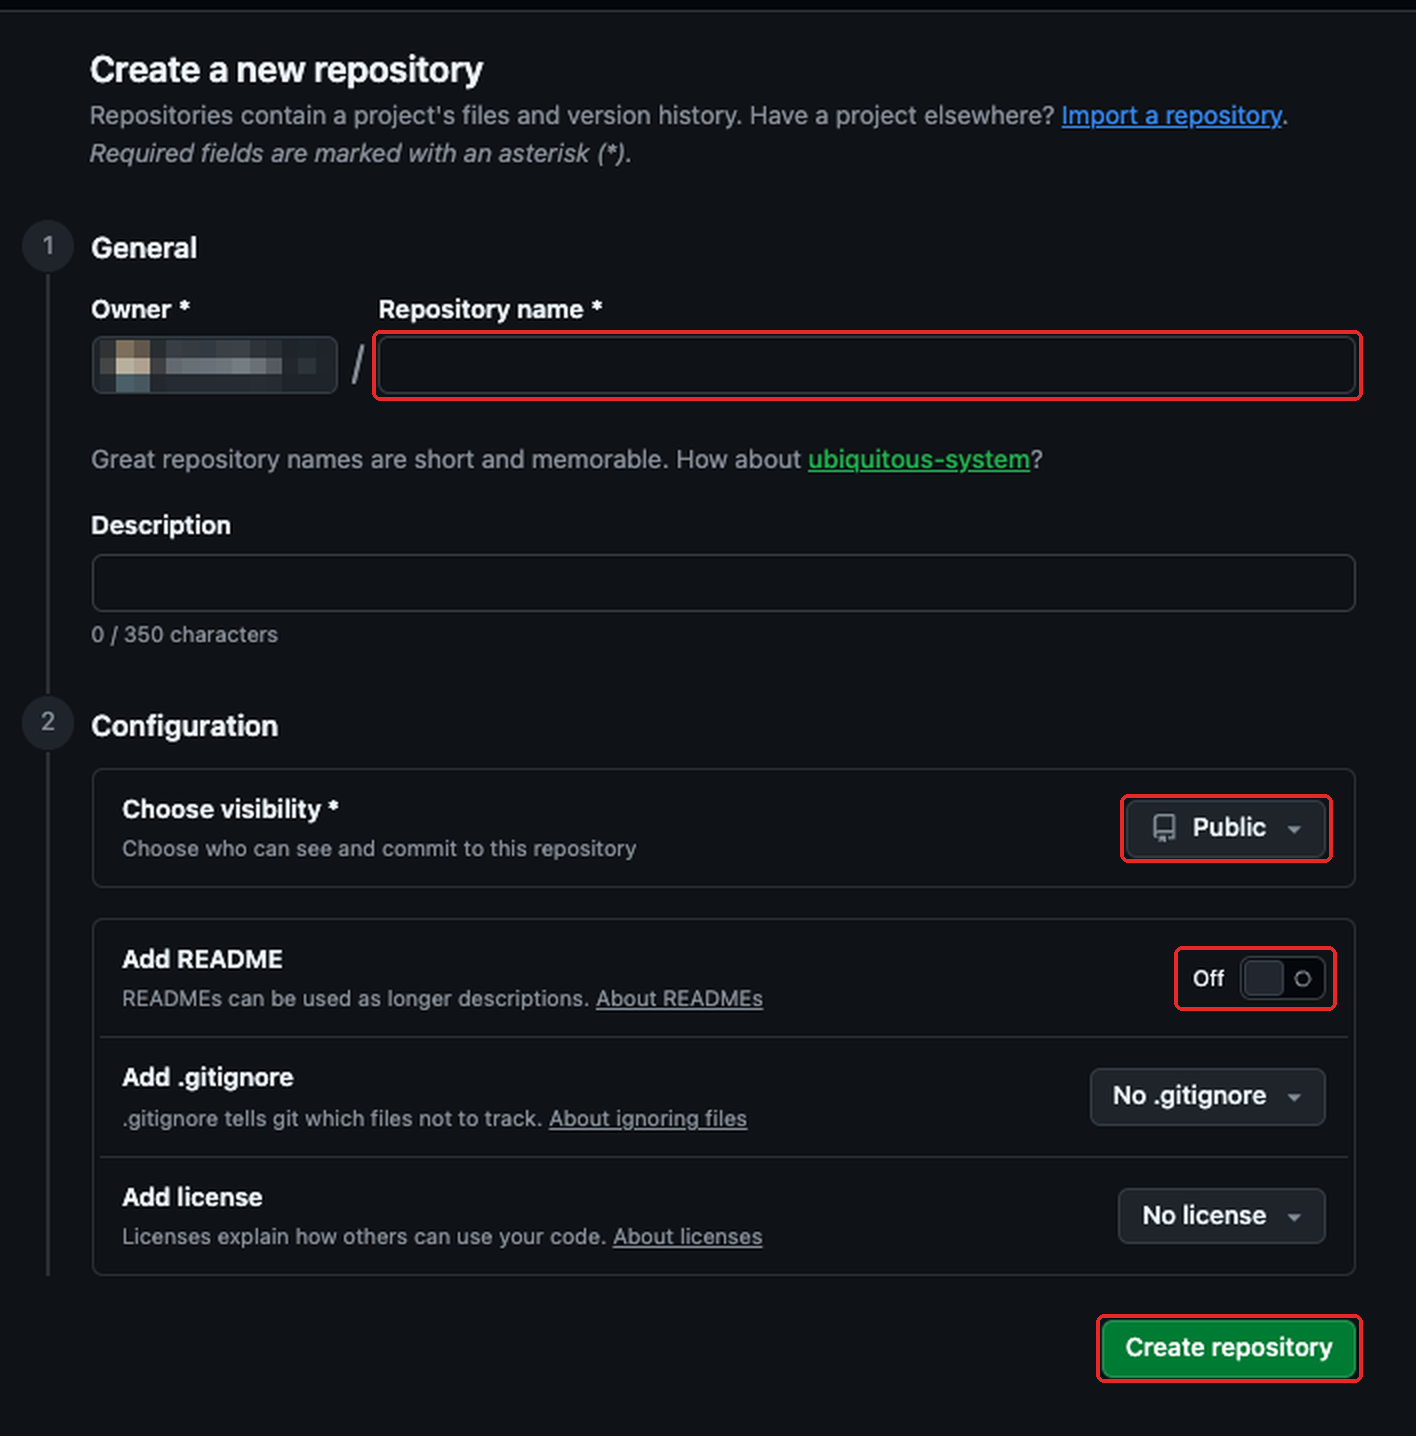 Create a new repository
Repositories contain a project's files and version history. Have a project elsewhere? Import a repository.
Required fields are marked with an asterisk (*).
1
General
Owner *
Repository name *
/
Great repository names are short and memorable. How about ubiquitous-system?
Description
0 / 350 characters
2
Configuration
Choose visibility *
Choose who can see and commit to this repository
Public
Add README
READMEs can be used as longer descriptions. About READMEs
Off
Add .gitignore
.gitignore tells git which files not to track. About ignoring files
No .gitignore
Add license
Licenses explain how others can use your code. About licenses
No license
Create repository